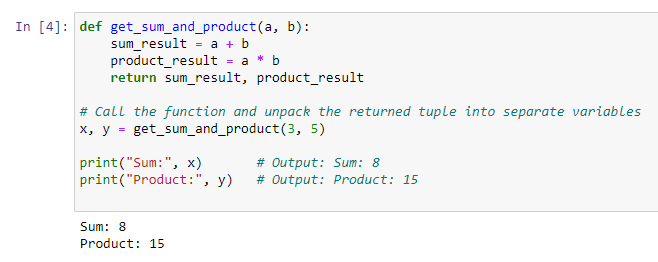 In [4]: def get_sum_and_product(a, b):
    sum_result = a + b
    product_result = a * b
    return sum_result, product_result
# Call the function and unpack the returned tuple into separate variables
x, y = get_sum_and_product(3, 5)
print("Sum:", x)       # Output: Sum: 8
print("Product:", y)   # Output: Product: 15
Sum: 8
Product: 15